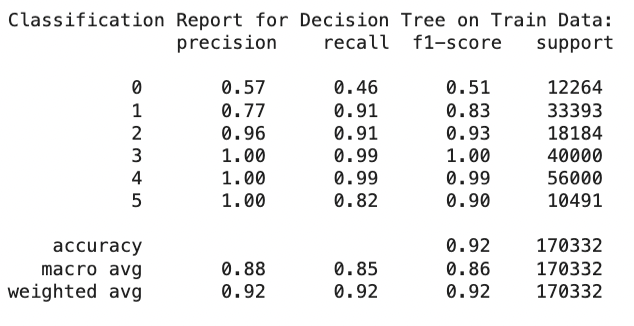 Classification Report for Decision Tree on Train Data:
precision recall f1-score support
0 0.57 0.46 0.51 12264
1 0.77 0.91 0.83 33393
2 0.96 0.91 0.93 18184
3 1.00 0.99 1.00 40000
4 1.00 0.99 0.99 56000
5 1.00 0.82 0.90 10491
accuracy 0.92 170332
macro avg 0.88 0.85 0.86 170332
weighted avg 0.92 0.92 0.92 170332